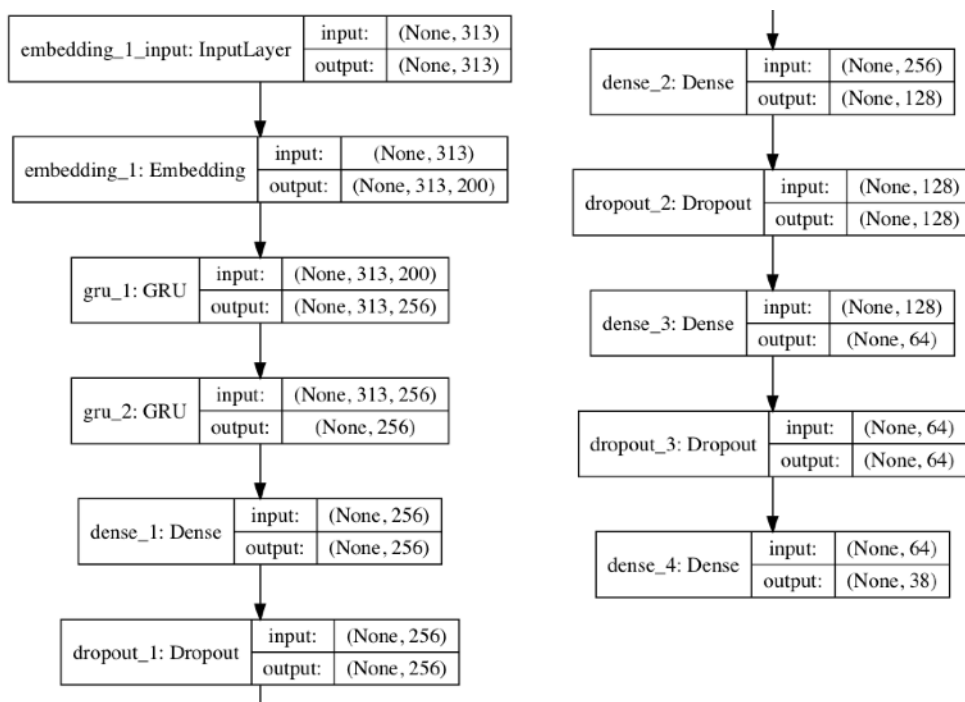 embedding_1_input: InputLayer
input: (None, 313)
output: (None, 313)
embedding_1: Embedding
input: (None, 313)
output: (None, 313, 200)
gru_1: GRU
input: (None, 313, 200)
output: (None, 313, 256)
gru_2: GRU
input: (None, 313, 256)
output: (None, 256)
dense_1: Dense
input: (None, 256)
output: (None, 256)
dropout_1: Dropout
input: (None, 256)
output: (None, 256)
dense_2: Dense
input: (None, 256)
output: (None, 128)
dropout_2: Dropout
input: (None, 128)
output: (None, 128)
dense_3: Dense
input: (None, 128)
output: (None, 64)
dropout_3: Dropout
input: (None, 64)
output: (None, 64)
dense_4: Dense
input: (None, 64)
output: (None, 38)